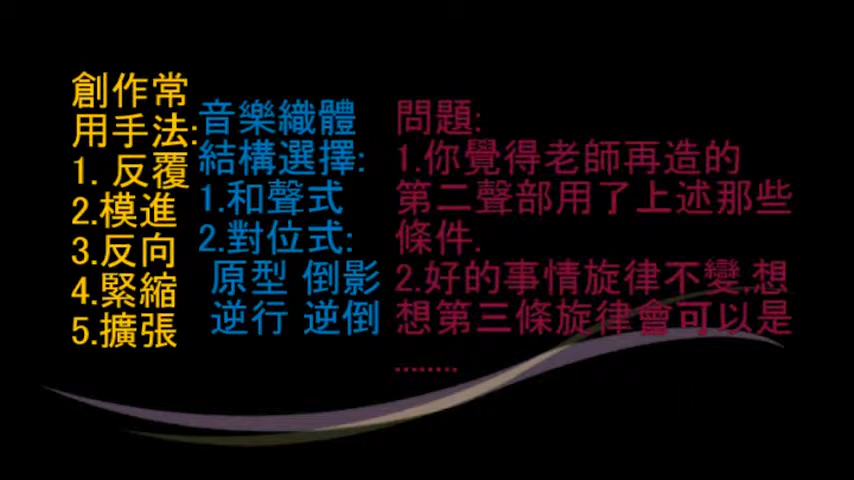 創作常
用手法:
1. 反覆
2.模進
3.反向
4.緊縮
5.擴張
音樂織體
結構選擇:
1.和聲式
2.對位式:
原型 倒影
逆行 逆倒
問題:
1.你覺得老師再造的
第二聲部用了上述那些
條件.
2.好的事情旋律不變,想
想第三條旋律會可以是
........